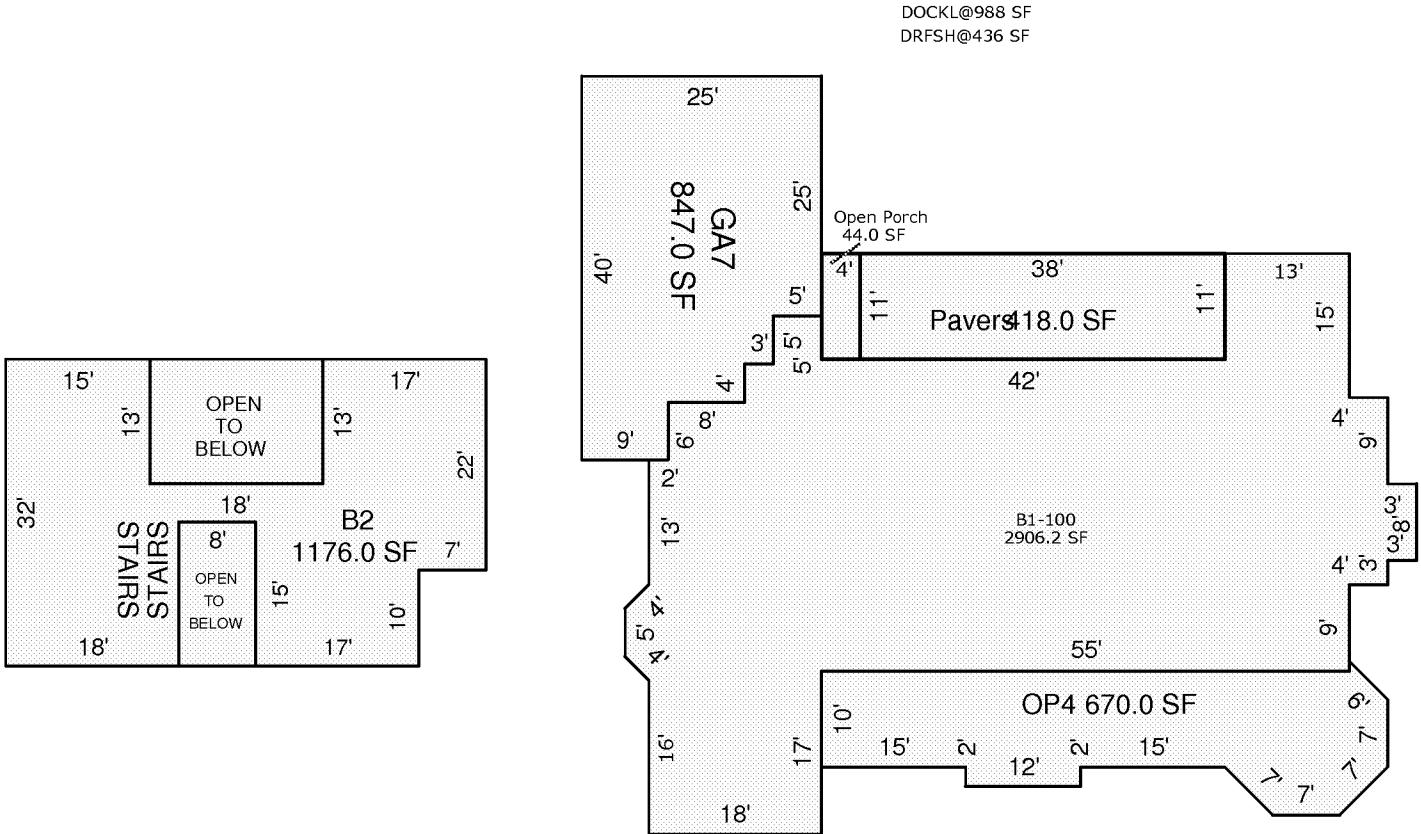 DOCKL@988 SF
DRFSH@436 SF
25'
25'
40'
GA7
847.0 SF
Open Porch
44.0 SF
4'
38'
13'
11'
11'
Pavers418.0 SF
15'
5'
3'
5'
5'
4'
8'
9'
6'
2'
42'
4'
9'
3'
8'
3'
4'
3'
9'
B1-100
2906.2 SF
13'
4'
5'
4'
16'
17'
18'
55'
OP4 670.0 SF
10'
15'
2'
12'
2'
15'
6'
7'
7'
7'
7'
15'
17'
13'
OPEN
TO
BELOW
13'
22'
32'
18'
B2
1176.0 SF
7'
STAIRS
STAIRS
8'
OPEN
TO
BELOW
15'
10'
18'
17'